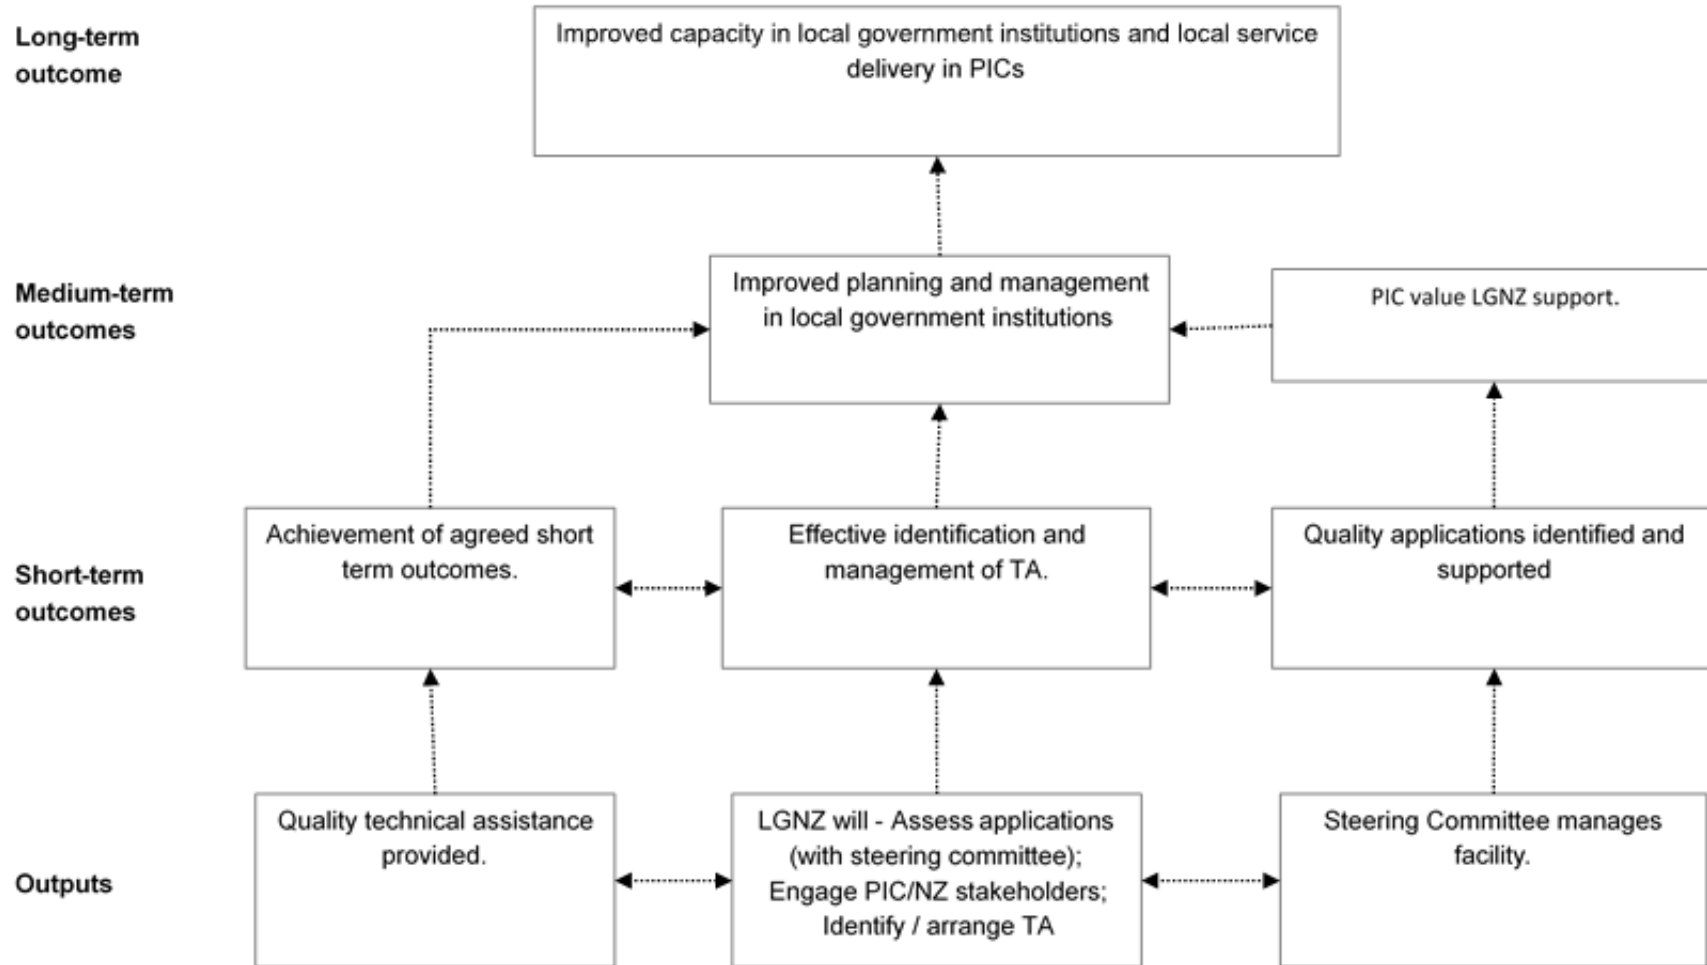 Long-term
outcome
Improved capacity in local government institutions and local service
delivery in PICs
Medium-term
outcomes
Improved planning and management
in local government institutions
PIC value LGNZ support.
Short-term
outcomes
Achievement of agreed short
term outcomes.
Effective identification and
management of TA.
Quality applications identified and
supported
Outputs
Quality technical assistance
provided.
LGNZ will - Assess applications
(with steering committee);
Engage PIC/NZ stakeholders;
Identify / arrange TA
Steering Committee manages
facility.